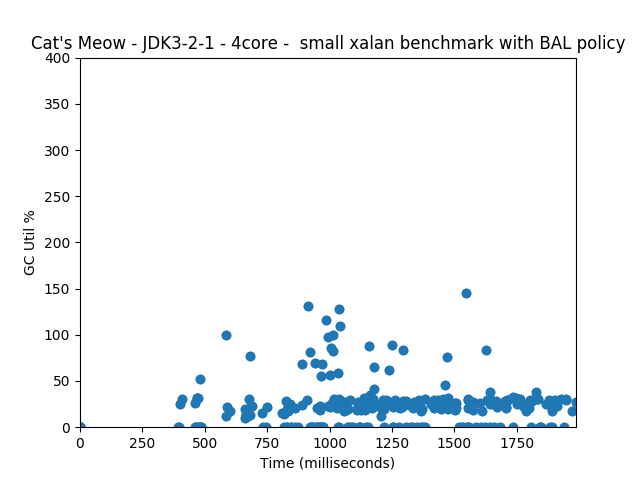 Cat's Meow - JDK3-2-1 - 4core -  small xalan benchmark with BAL policy
400
350
300
250
200
150
100
50
0
GC Util %
0 250 500 750 1000 1250 1500 1750
Time (milliseconds)